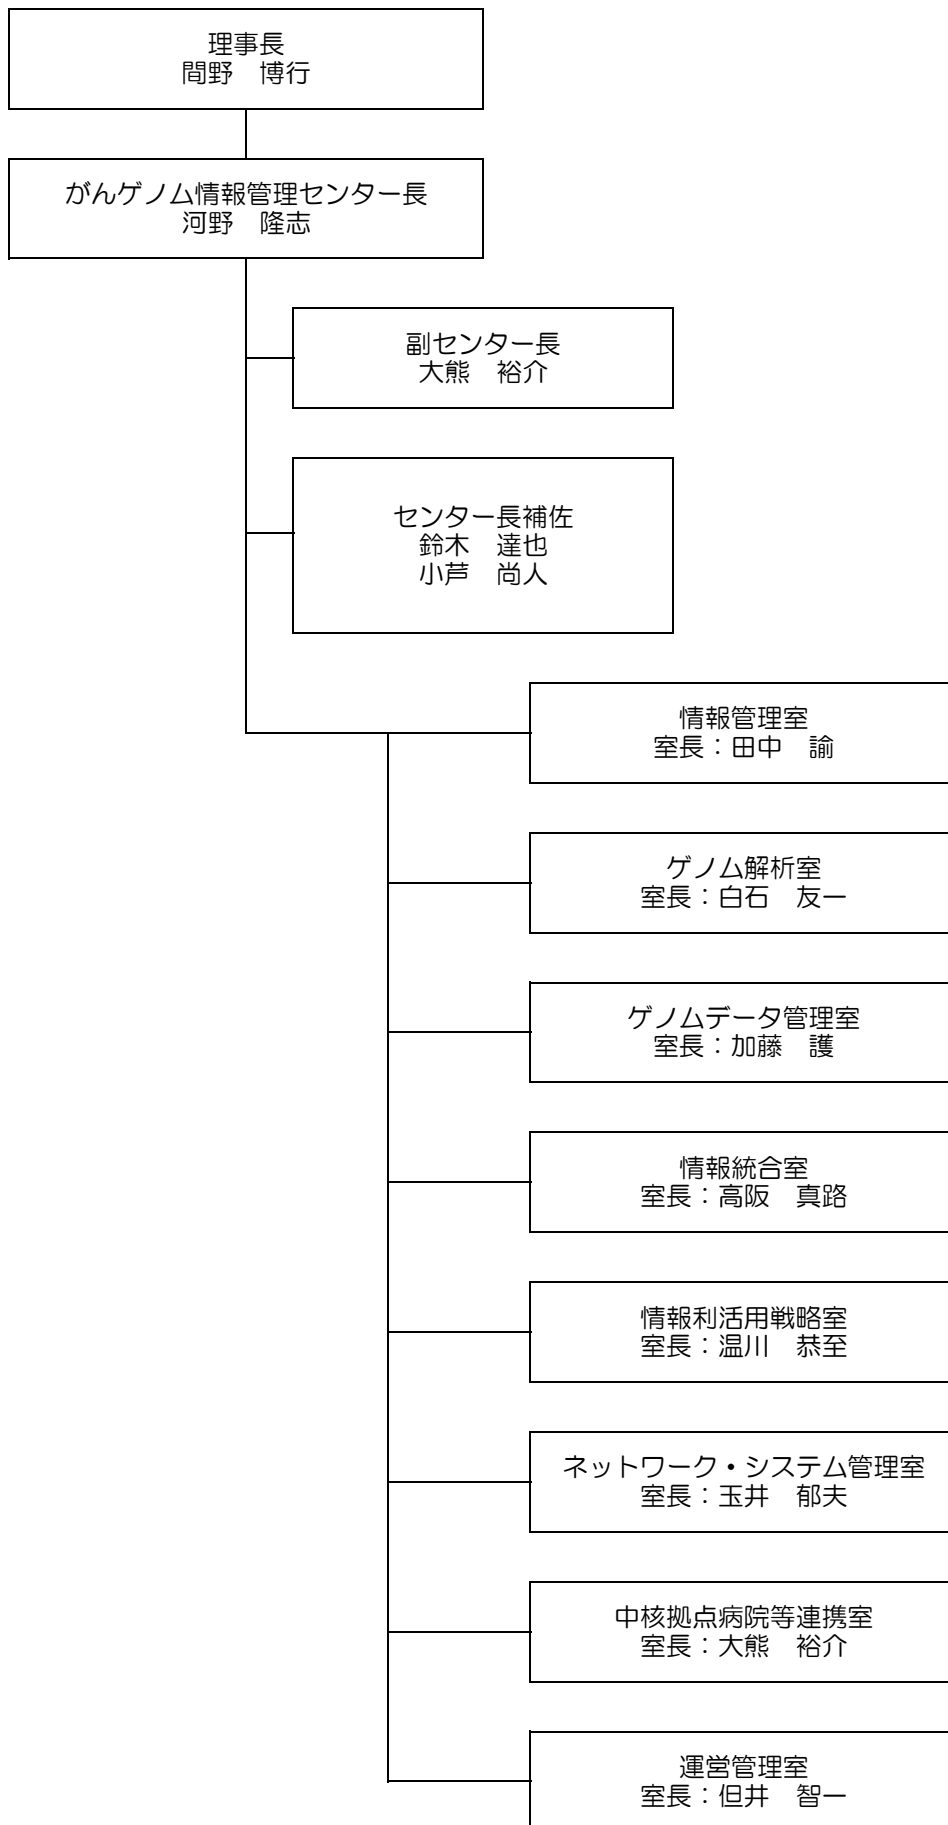 理事長
間野　博行
がんゲノム情報管理センター長
河野　隆志
副センター長
大熊　裕介
センター長補佐
鈴木　達也
小芦　尚人
情報管理室
室長：田中　諭
ゲノム解析室
室長：白石　友一
ゲノムデータ管理室
室長：加藤　護
情報統合室
室長：高阪　真路
情報利活用戦略室
室長：温川　恭至
ネットワーク・システム管理室
室長：玉井　郁夫
中核拠点病院等連携室
室長：大熊　裕介
運営管理室
室長：但井　智一